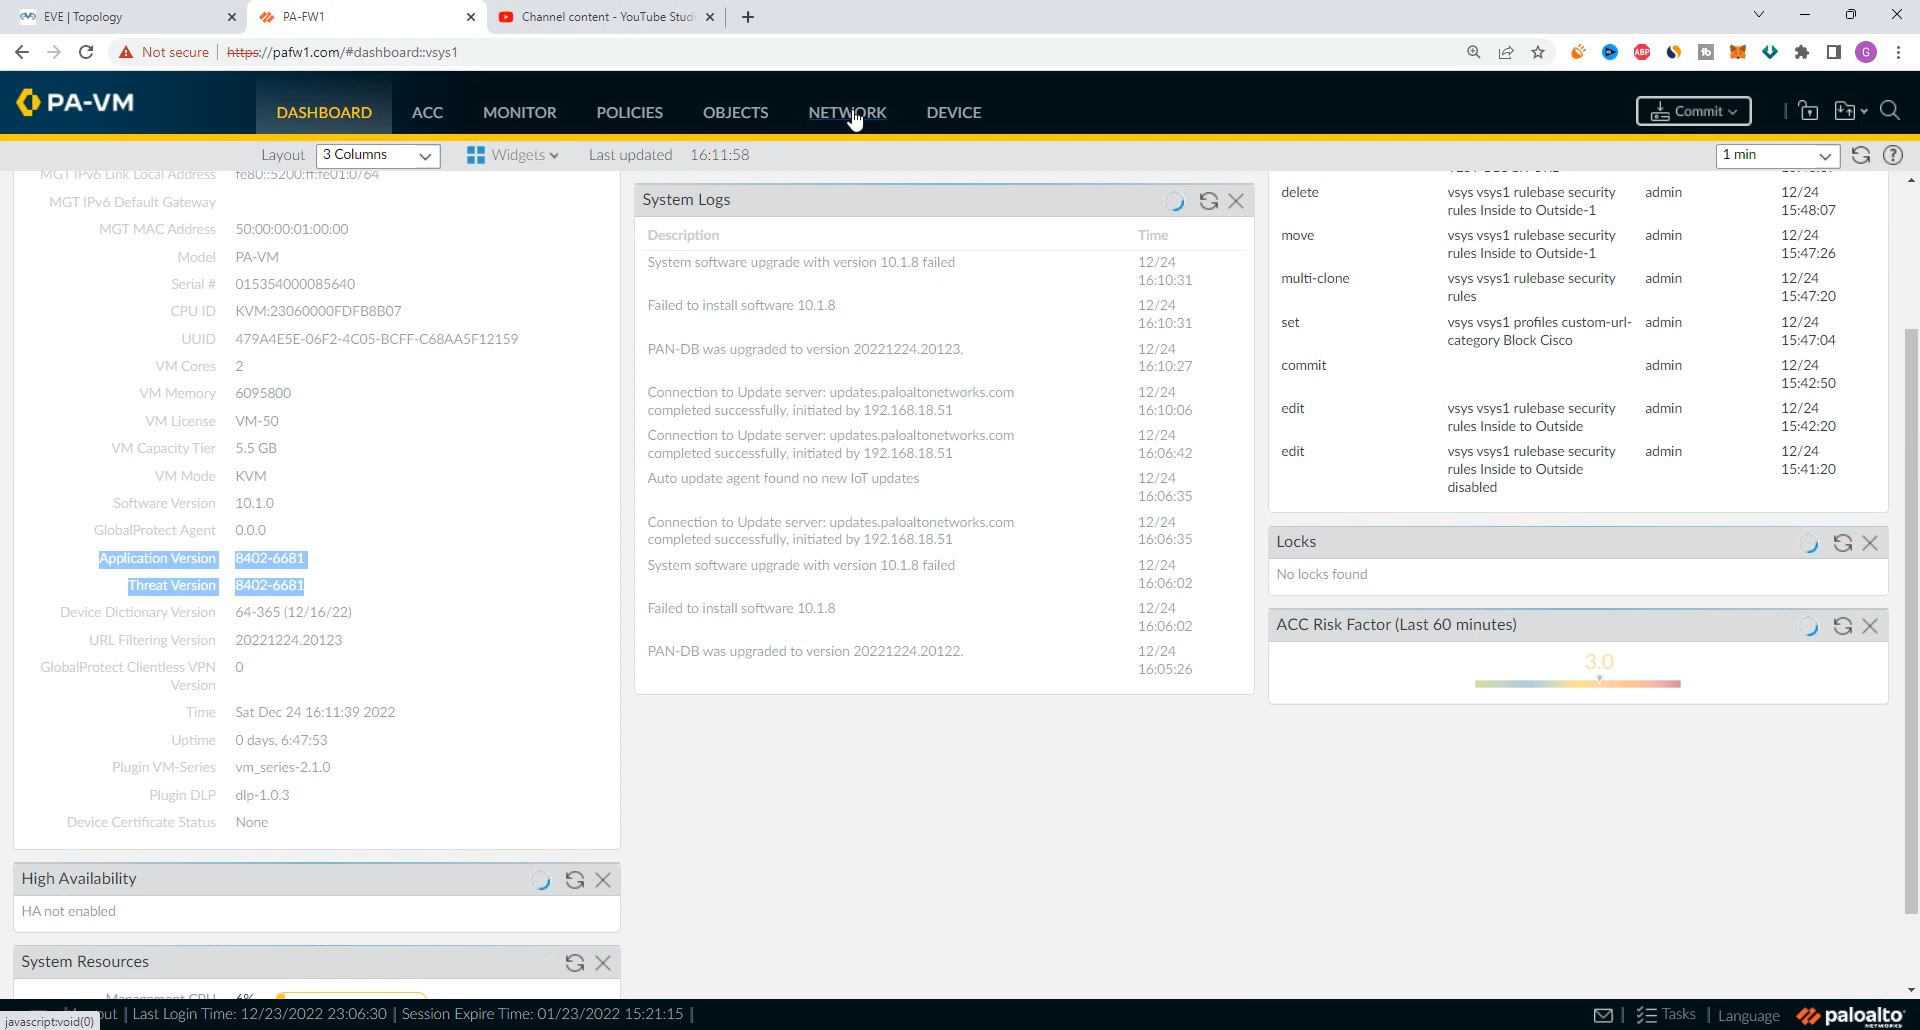 EVE | Topology
PA-FW1
Channel content - YouTube Studi
Not secure https://pafw1.com/#dashboard::vsys1
PA-VM
DASHBOARD ACC MONITOR POLICIES OBJECTS NETWORK DEVICE
Commit
Layout 3 Columns Widgets Last updated 16:11:58
1 min
MGT IPv6 Link Local Address fe80::5200:ff:fe01:0/64
MGT IPv6 Default Gateway
MGT MAC Address 50:00:00:01:00:00
Model PA-VM
Serial # 015354000085640
CPU ID KVM:23060000FDFB8B07
UUID 479A4E5E-06F2-4C05-BCFF-C68AA5F12159
VM Cores 2
VM Memory 6095800
VM License VM-50
VM Capacity Tier 5.5 GB
VM Mode KVM
Software Version 10.1.0
GlobalProtect Agent 0.0.0
Application Version 8402-6681
Threat Version 8402-6681
Device Dictionary Version 64-365 (12/16/22)
URL Filtering Version 20221224.20123
GlobalProtect Clientless VPN 0
Version
Time Sat Dec 24 16:11:39 2022
Uptime 0 days, 6:47:53
Plugin VM-Series vm_series-2.1.0
Plugin DLP dlp-1.0.3
Device Certificate Status None
High Availability
HA not enabled
System Resources
Management CPU 6%
System Logs
Description Time
System software upgrade with version 10.1.8 failed 12/24
16:10:31
Failed to install software 10.1.8 12/24
16:10:31
PAN-DB was upgraded to version 20221224.20123. 12/24
16:10:27
Connection to Update server: updates.paloaltonetworks.com 12/24
completed successfully, initiated by 192.168.18.51 16:10:06
Connection to Update server: updates.paloaltonetworks.com 12/24
completed successfully, initiated by 192.168.18.51 16:06:42
Auto update agent found no new IoT updates 12/24
16:06:35
Connection to Update server: updates.paloaltonetworks.com 12/24
completed successfully, initiated by 192.168.18.51 16:06:35
System software upgrade with version 10.1.8 failed 12/24
16:06:02
Failed to install software 10.1.8 12/24
16:06:02
PAN-DB was upgraded to version 20221224.20122. 12/24
16:05:26
delete vsys vsys1 rulebase security admin 12/24
rules Inside to Outside-1 15:48:07
move vsys vsys1 rulebase security admin 12/24
rules Inside to Outside-1 15:47:26
multi-clone vsys vsys1 rulebase security admin 12/24
rules 15:47:20
set vsys vsys1 profiles custom-url- admin 12/24
category Block Cisco 15:47:04
commit admin 12/24
15:42:50
edit vsys vsys1 rulebase security admin 12/24
rules Inside to Outside 15:42:20
edit vsys vsys1 rulebase security admin 12/24
rules Inside to Outside 15:41:20
disabled
Locks
No locks found
ACC Risk Factor (Last 60 minutes)
3.0
javascript:void(0)
Last Login Time: 12/23/2022 23:06:30 | Session Expire Time: 01/23/2022 15:21:15 |
Tasks | Language
paloalto
NETWORKS